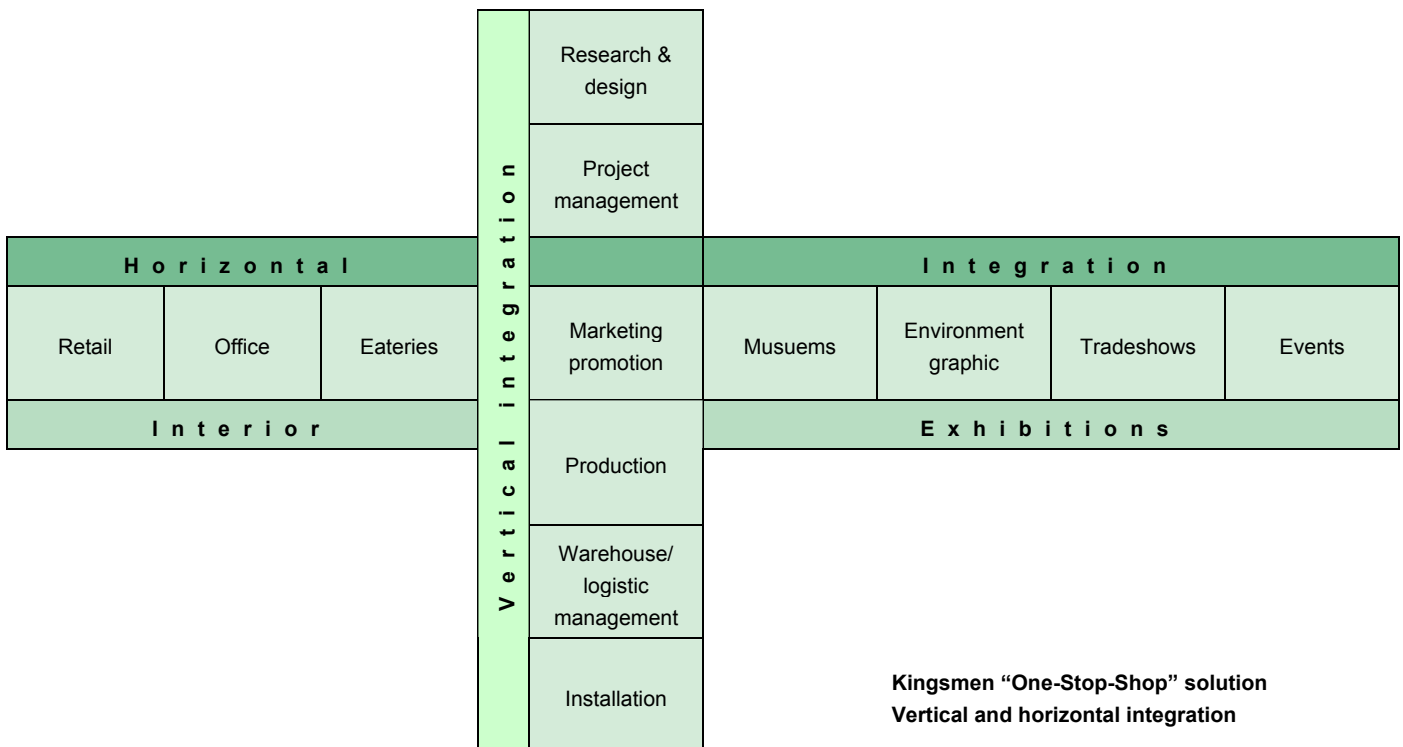 Research &
design
Project
management
Vertical integration
Horizontal Integration
Retail
Office
Eateries
Marketing
promotion
Musuems
Environment
graphic
Tradeshows
Events
Interior
Exhibitions
Production
Warehouse/
logistic
management
Installation
Kingsmen “One-Stop-Shop” solution
Vertical and horizontal integration